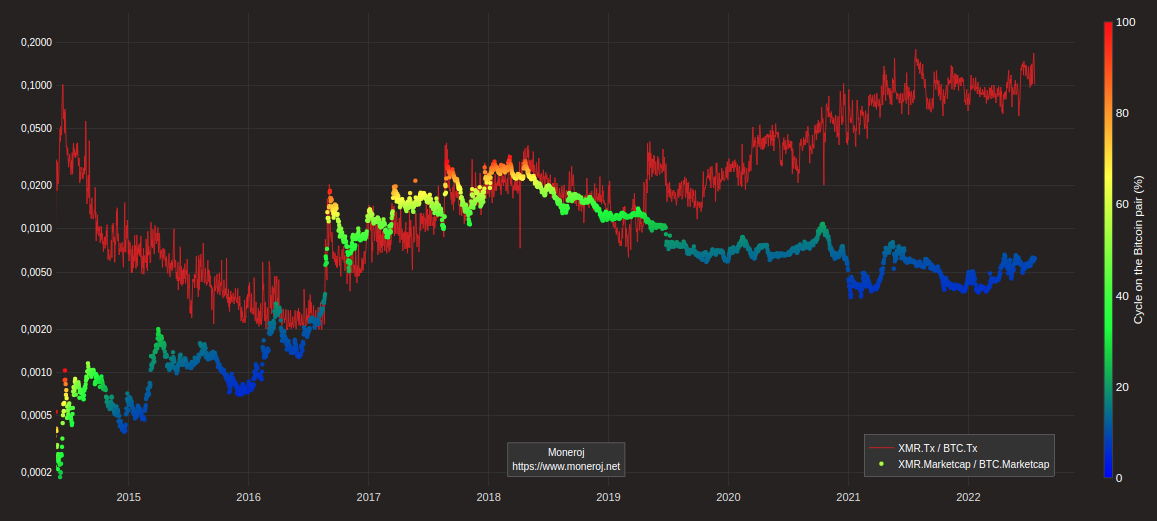 0,2000
0,1000
0,0500
0,0200
0,0100
0,0050
0,0020
0,0010
0,0005
0,0002
2015 2016 2017 2018 2019 2020 2021 2022
Moneroj
https://www.moneroj.net
XMR.Tx / BTC.Tx
XMR.Marketcap / BTC.Marketcap
100
80
60
40
20
0
Cycle on the Bitcoin pair (%)